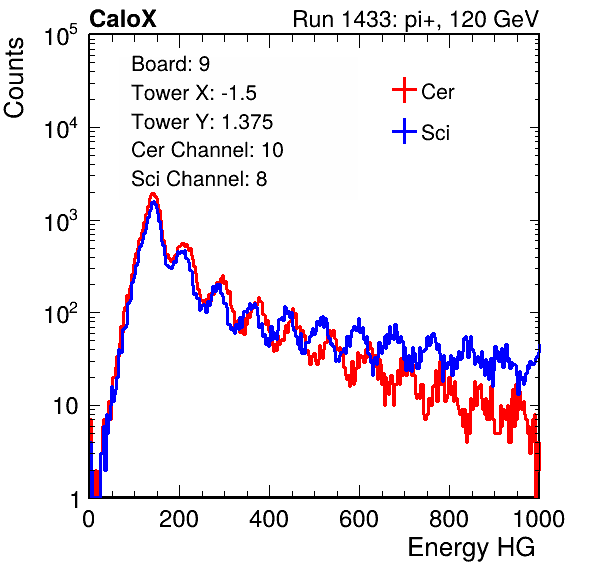 CaloX Run 1433: pi+, 120 GeV
Counts
Board: 9
Tower X: -1.5
Tower Y: 1.375
Cer Channel: 10
Sci Channel: 8
Cer
Sci
10^5
10^4
10^3
10^2
10
1
0 200 400 600 800 1000
Energy HG